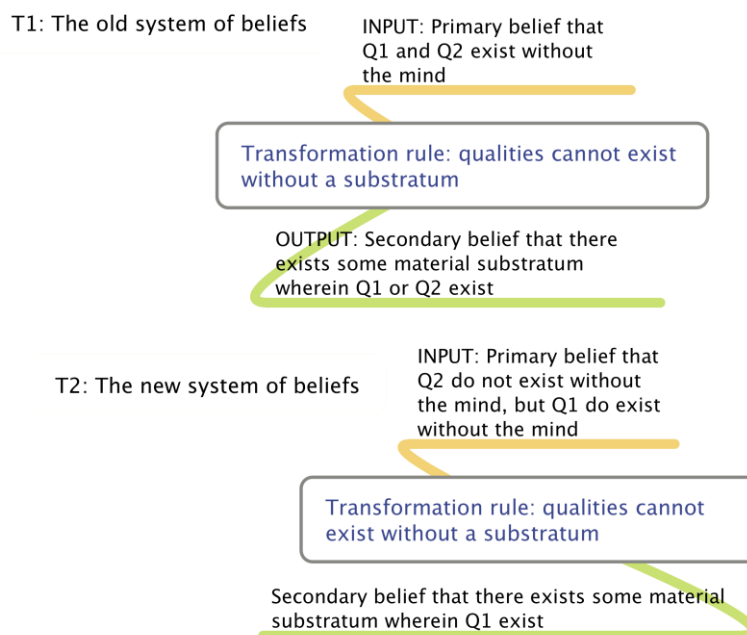 T1: The old system of beliefs
INPUT: Primary belief that
Q1 and Q2 exist without
the mind
Transformation rule: qualities cannot exist
without a substratum
OUTPUT: Secondary belief that there
exists some material substratum
wherein Q1 or Q2 exist
T2: The new system of beliefs
INPUT: Primary belief that
Q2 do not exist without
the mind, but Q1 do exist
without the mind
Transformation rule: qualities cannot
exist without a substratum
Secondary belief that there exists some material
substratum wherein Q1 exist